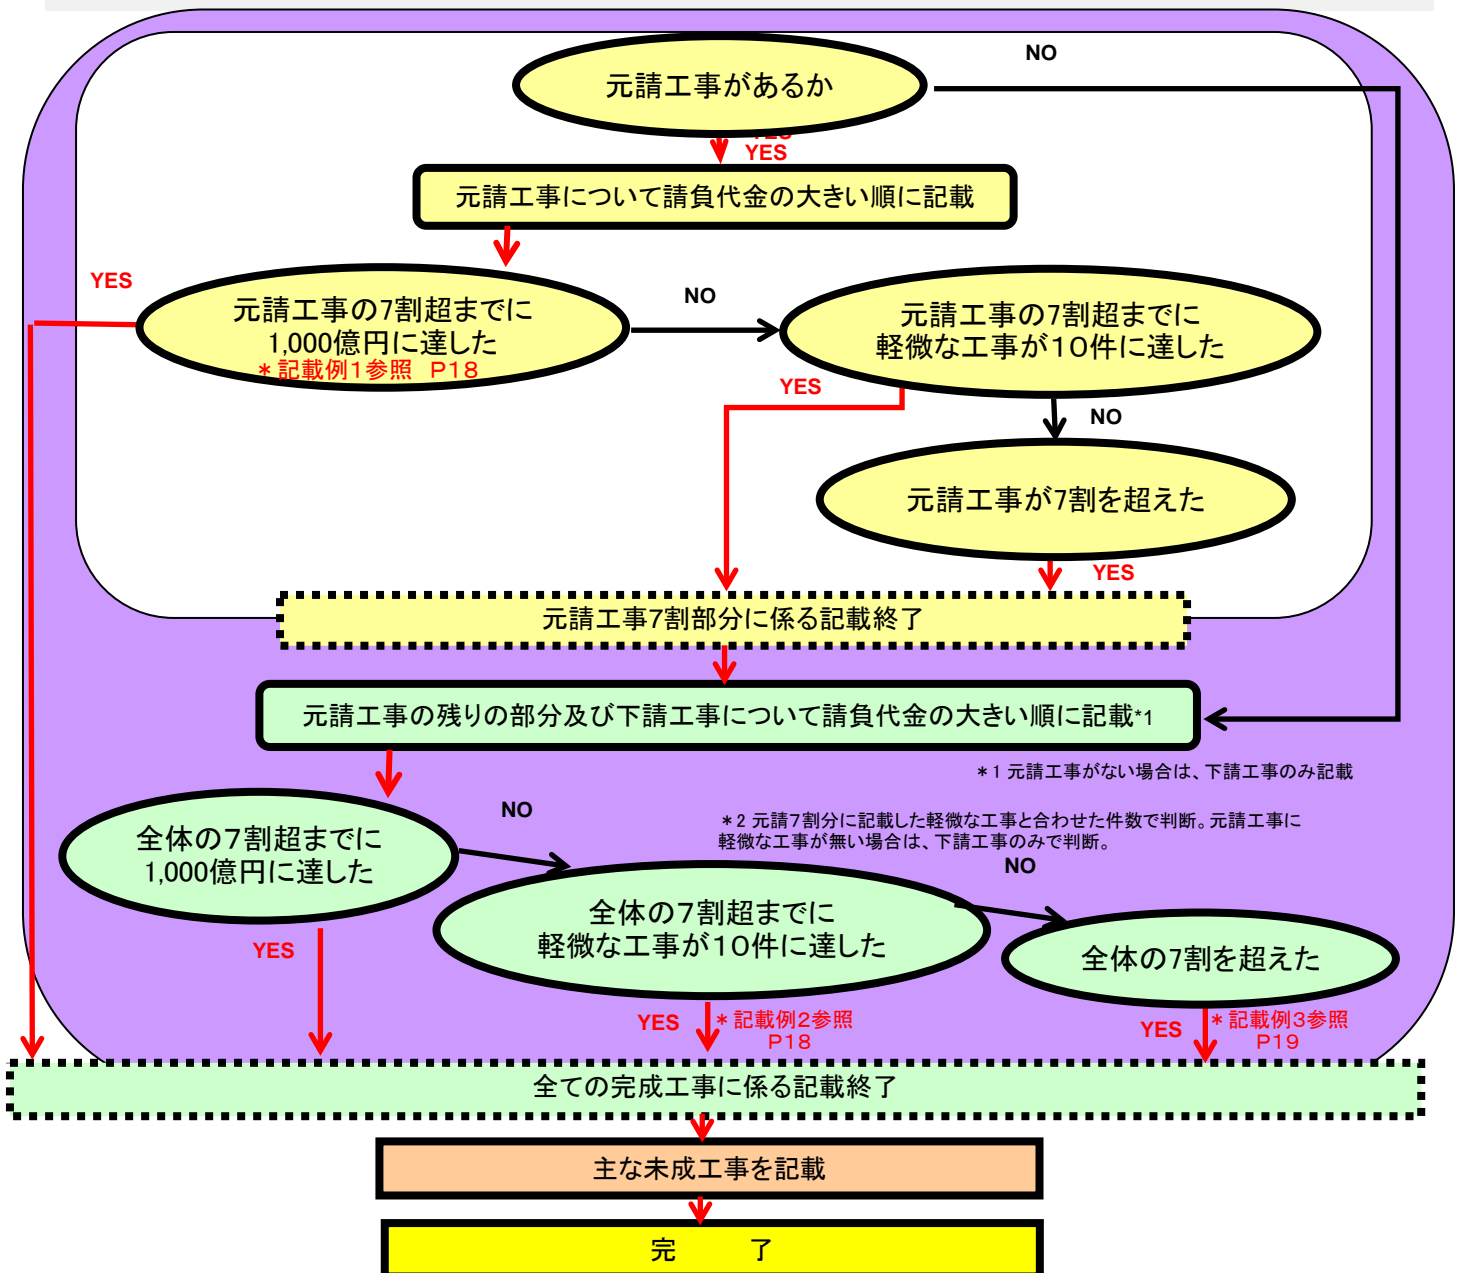 NO
元請工事があるか
YES
YES
元請工事について請負代金の大きい順に記載
YES
元請工事の7割超までに
1,000億円に達した
＊記載例1参照 P18
NO
元請工事の7割超までに
軽微な工事が10件に達した
YES
NO
元請工事が7割を超えた
YES
元請工事7割部分に係る記載終了
元請工事の残りの部分及び下請工事について請負代金の大きい順に記載*1
＊1 元請工事がない場合は、下請工事のみ記載
NO
＊2 元請7割分に記載した軽微な工事と合わせた件数で判断。元請工事に
軽微な工事が無い場合は、下請工事のみで判断。
全体の7割超までに
1,000億円に達した
NO
全体の7割超までに
軽微な工事が10件に達した
全体の7割を超えた
YES
YES
＊記載例2参照
P18
YES
＊記載例3参照
P19
全ての完成工事に係る記載終了
主な未成工事を記載
完 了